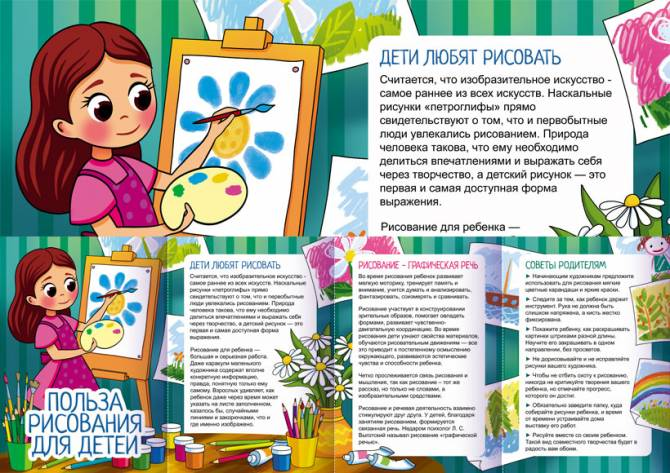 ДЕТИ ЛЮБЯТ РИСОВАТЬ
Считается, что изобразительное искусство -
самое раннее из всех искусств. Наскальные
рисунки «петроглифы» прямо
свидетельствуют о том, что и первобытные
люди увлекались рисованием. Природа
человека такова, что ему необходимо
делиться впечатлениями и выражать себя
через творчество, а детский рисунок — это
первая и самая доступная форма
выражения.
Рисование для ребенка —
ПОЛЬЗА
РИСОВАНИЯ
ДЛЯ ДЕТЕЙ
ДЕТИ ЛЮБЯТ РИСОВАТЬ
Считается, что изобразительное искусство -
самое раннее из всех искусств. Наскальные
рисунки «петроглифы» прямо
свидетельствуют о том, что и первобытные
люди увлекались рисованием. Природа
человека такова, что ему необходимо
делиться впечатлениями и выражать себя
через творчество, а детский рисунок — это
первая и самая доступная форма
выражения.
Рисование для ребенка —
большая и серьезная работа.
Даже каракули маленького
художника содержат вполне
конкретную информацию,
правда, понятную только ему
самому. Взрослых удивляет, как
ребенок даже через время может
указать на листе заполненном,
казалось бы, случайными
линиями и закорючками, что и
где именно изображено.
РИСОВАНИЕ – ГРАФИЧЕСКАЯ РЕЧЬ
Во время рисования ребенок развивает
мелкую моторику, тренирует память и
внимание, учится думать и анализировать,
фантазировать, соизмерять и сравнивать.
Рисование участвует в конструировании
зрительных образов, помогает овладеть
формами, развивает чувственно-
двигательную координацию. Во время
рисования дети узнают свойства материалов,
обучаются рисовательным движениям — все
это приводит к постепенному осмыслению
окружающего, развиваются эстетические
чувства и способности ребенка.
Четко прослеживается связь рисования и
мышления, так как рисование – тот же
рассказ, но только не словами, а
изобразительными средствами.
Рисование и речевая деятельность взаимно
стимулируют друг друга. У детей, благодаря
занятиям рисованием, формируется
связанная речь. Недаром психолог Л. С.
Выготский называл рисование «графической
речью».
СОВЕТЫ РОДИТЕЛЯМ
► Начинающим художникам предложите
использовать для рисования мягкие
цветные карандаши и яркие краски.
► Следите за тем, как ребенок держит
инструмент. Рука не должна быть
слишком напряжена, а кисть жестко
фиксирована.
► Покажите ребенку, как раскрашивать
картинки штрихами разной длины.
Научите его закрашивать в одном
направлении, без просветов.
► Не дорисовывайте и не исправляйте
рисунки вашего художника.
► Чтобы не отбить охоту к рисованию,
никогда не критикуйте творения вашего
ребенка, но отмечайте прогресс,
которого он достиг.
► Обязательно заведите папку, куда
собирайте рисунки ребенка, и время
от времени устраивайте дома
выставку его работ.
► Рисуйте вместе со своим ребенком.
Такой вид совместного творчества будет в
радость вам обоим.